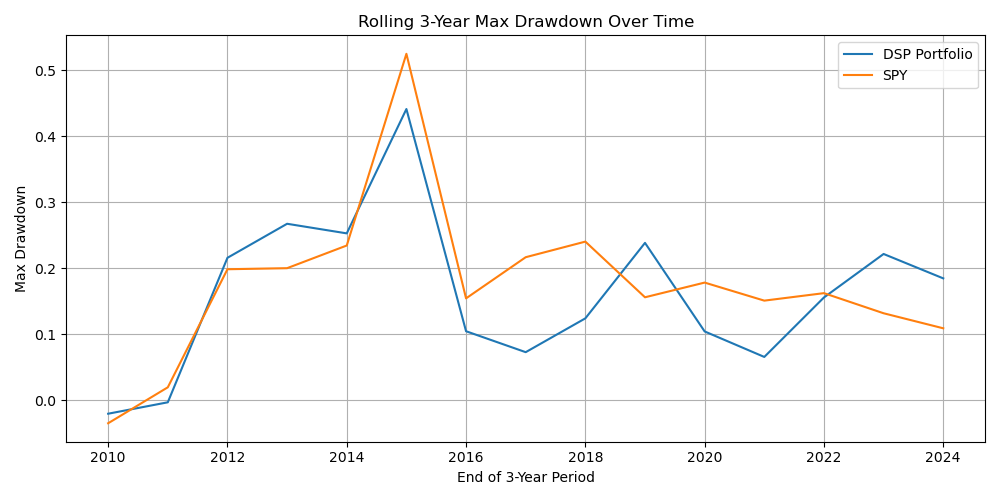 Rolling 3-Year Max Drawdown Over Time
DSP Portfolio
SPY
Max Drawdown
0.5
0.4
0.3
0.2
0.1
0.0
2010 2012 2014 2016 2018 2020 2022 2024
End of 3-Year Period